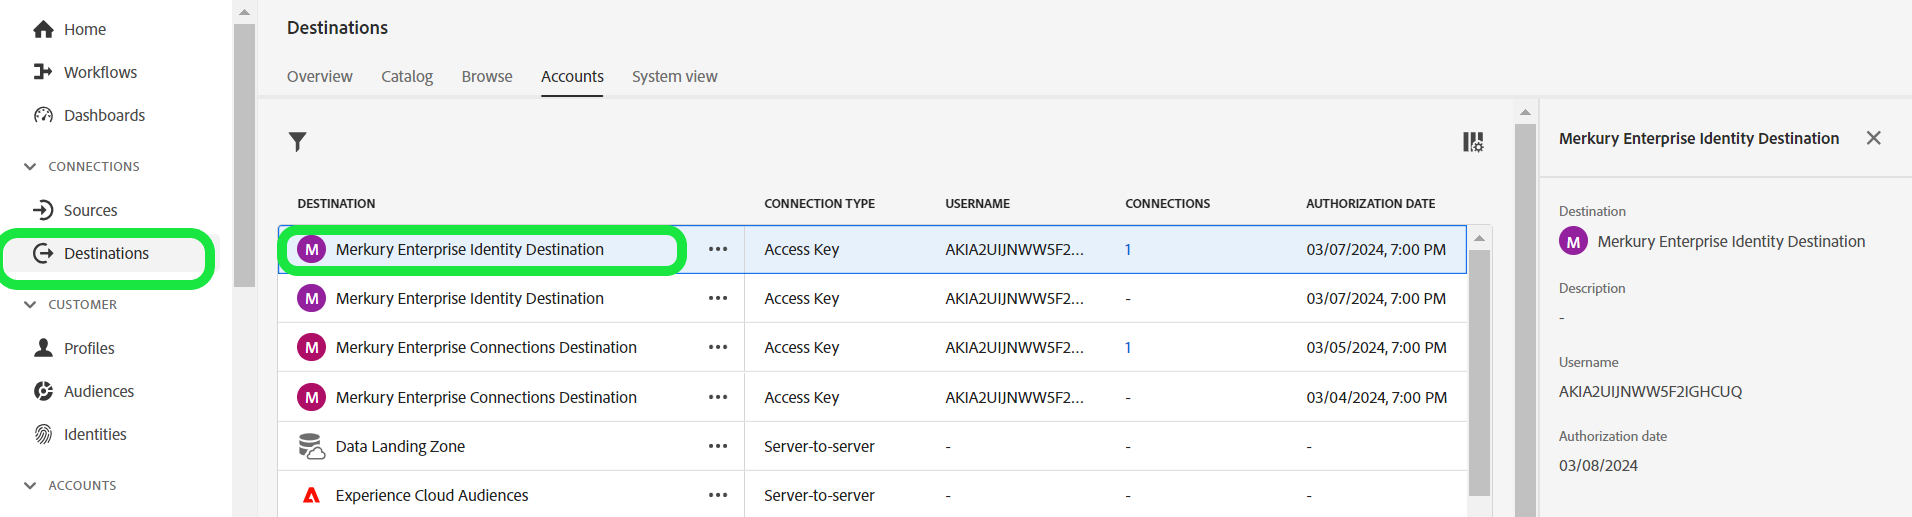 Home
Workflows
Dashboards
CONNECTIONS
Sources
Destinations
CUSTOMER
Profiles
Audiences
Identities
ACCOUNTS
Destinations
Overview Catalog Browse Accounts System view
DESTINATION CONNECTION TYPE USERNAME CONNECTIONS AUTHORIZATION DATE
M Merkury Enterprise Identity Destination ••• Access Key AKIA2UIJNWW5F2... 1 03/07/2024, 7:00 PM
M Merkury Enterprise Identity Destination ••• Access Key AKIA2UIJNWW5F2... - 03/07/2024, 7:00 PM
M Merkury Enterprise Connections Destination ••• Access Key AKIA2UIJNWW5F2... 1 03/05/2024, 7:00 PM
M Merkury Enterprise Connections Destination ••• Access Key AKIA2UIJNWW5F2... - 03/04/2024, 7:00 PM
Data Landing Zone ••• Server-to-server - - -
Experience Cloud Audiences ••• Server-to-server - - -
Merkury Enterprise Identity Destination
Destination
M Merkury Enterprise Identity Destination
Description
-
Username
AKIA2UIJNWW5F2IGHCUQ
Authorization date
03/08/2024